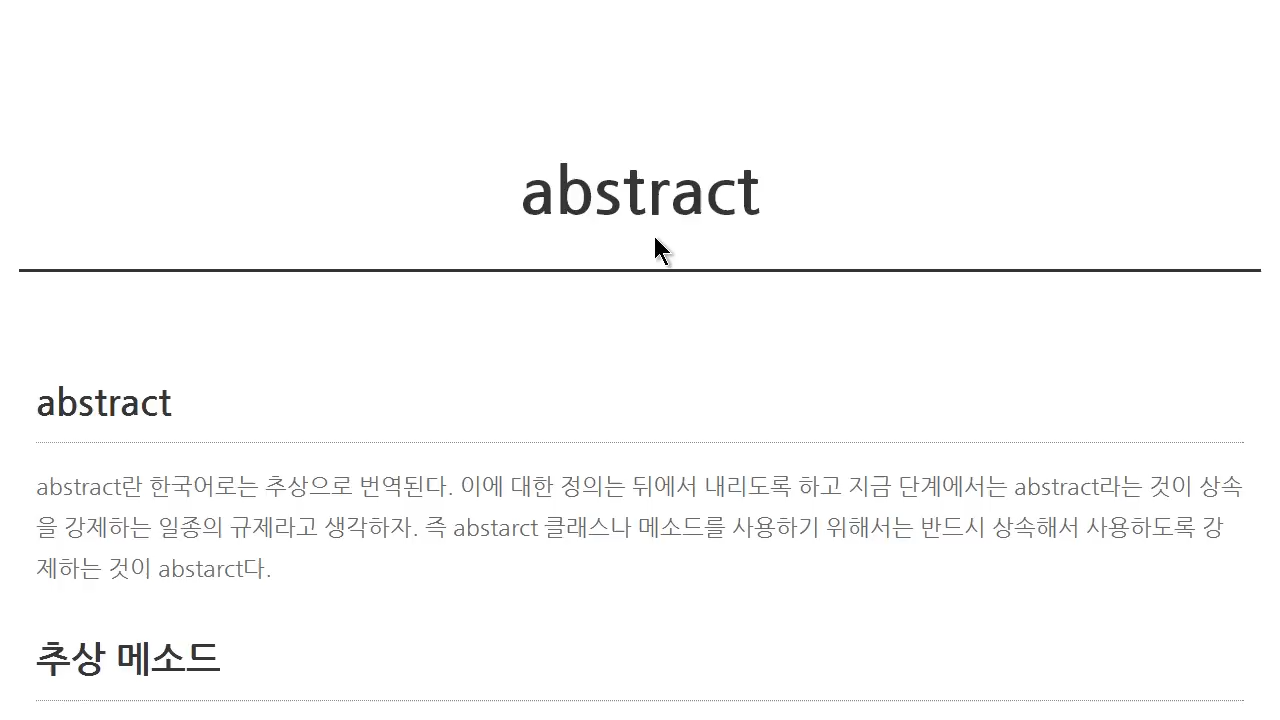 abstract
abstract
abstract란 한국어로는 추상으로 번역된다. 이에 대한 정의는 뒤에서 내리도록 하고 지금 단계에서는 abstract라는 것이 상속
을 강제하는 일종의 규제라고 생각하자. 즉 abstarct 클래스나 메소드를 사용하기 위해서는 반드시 상속해서 사용하도록 강
제하는 것이 abstarct다.
추상 메소드